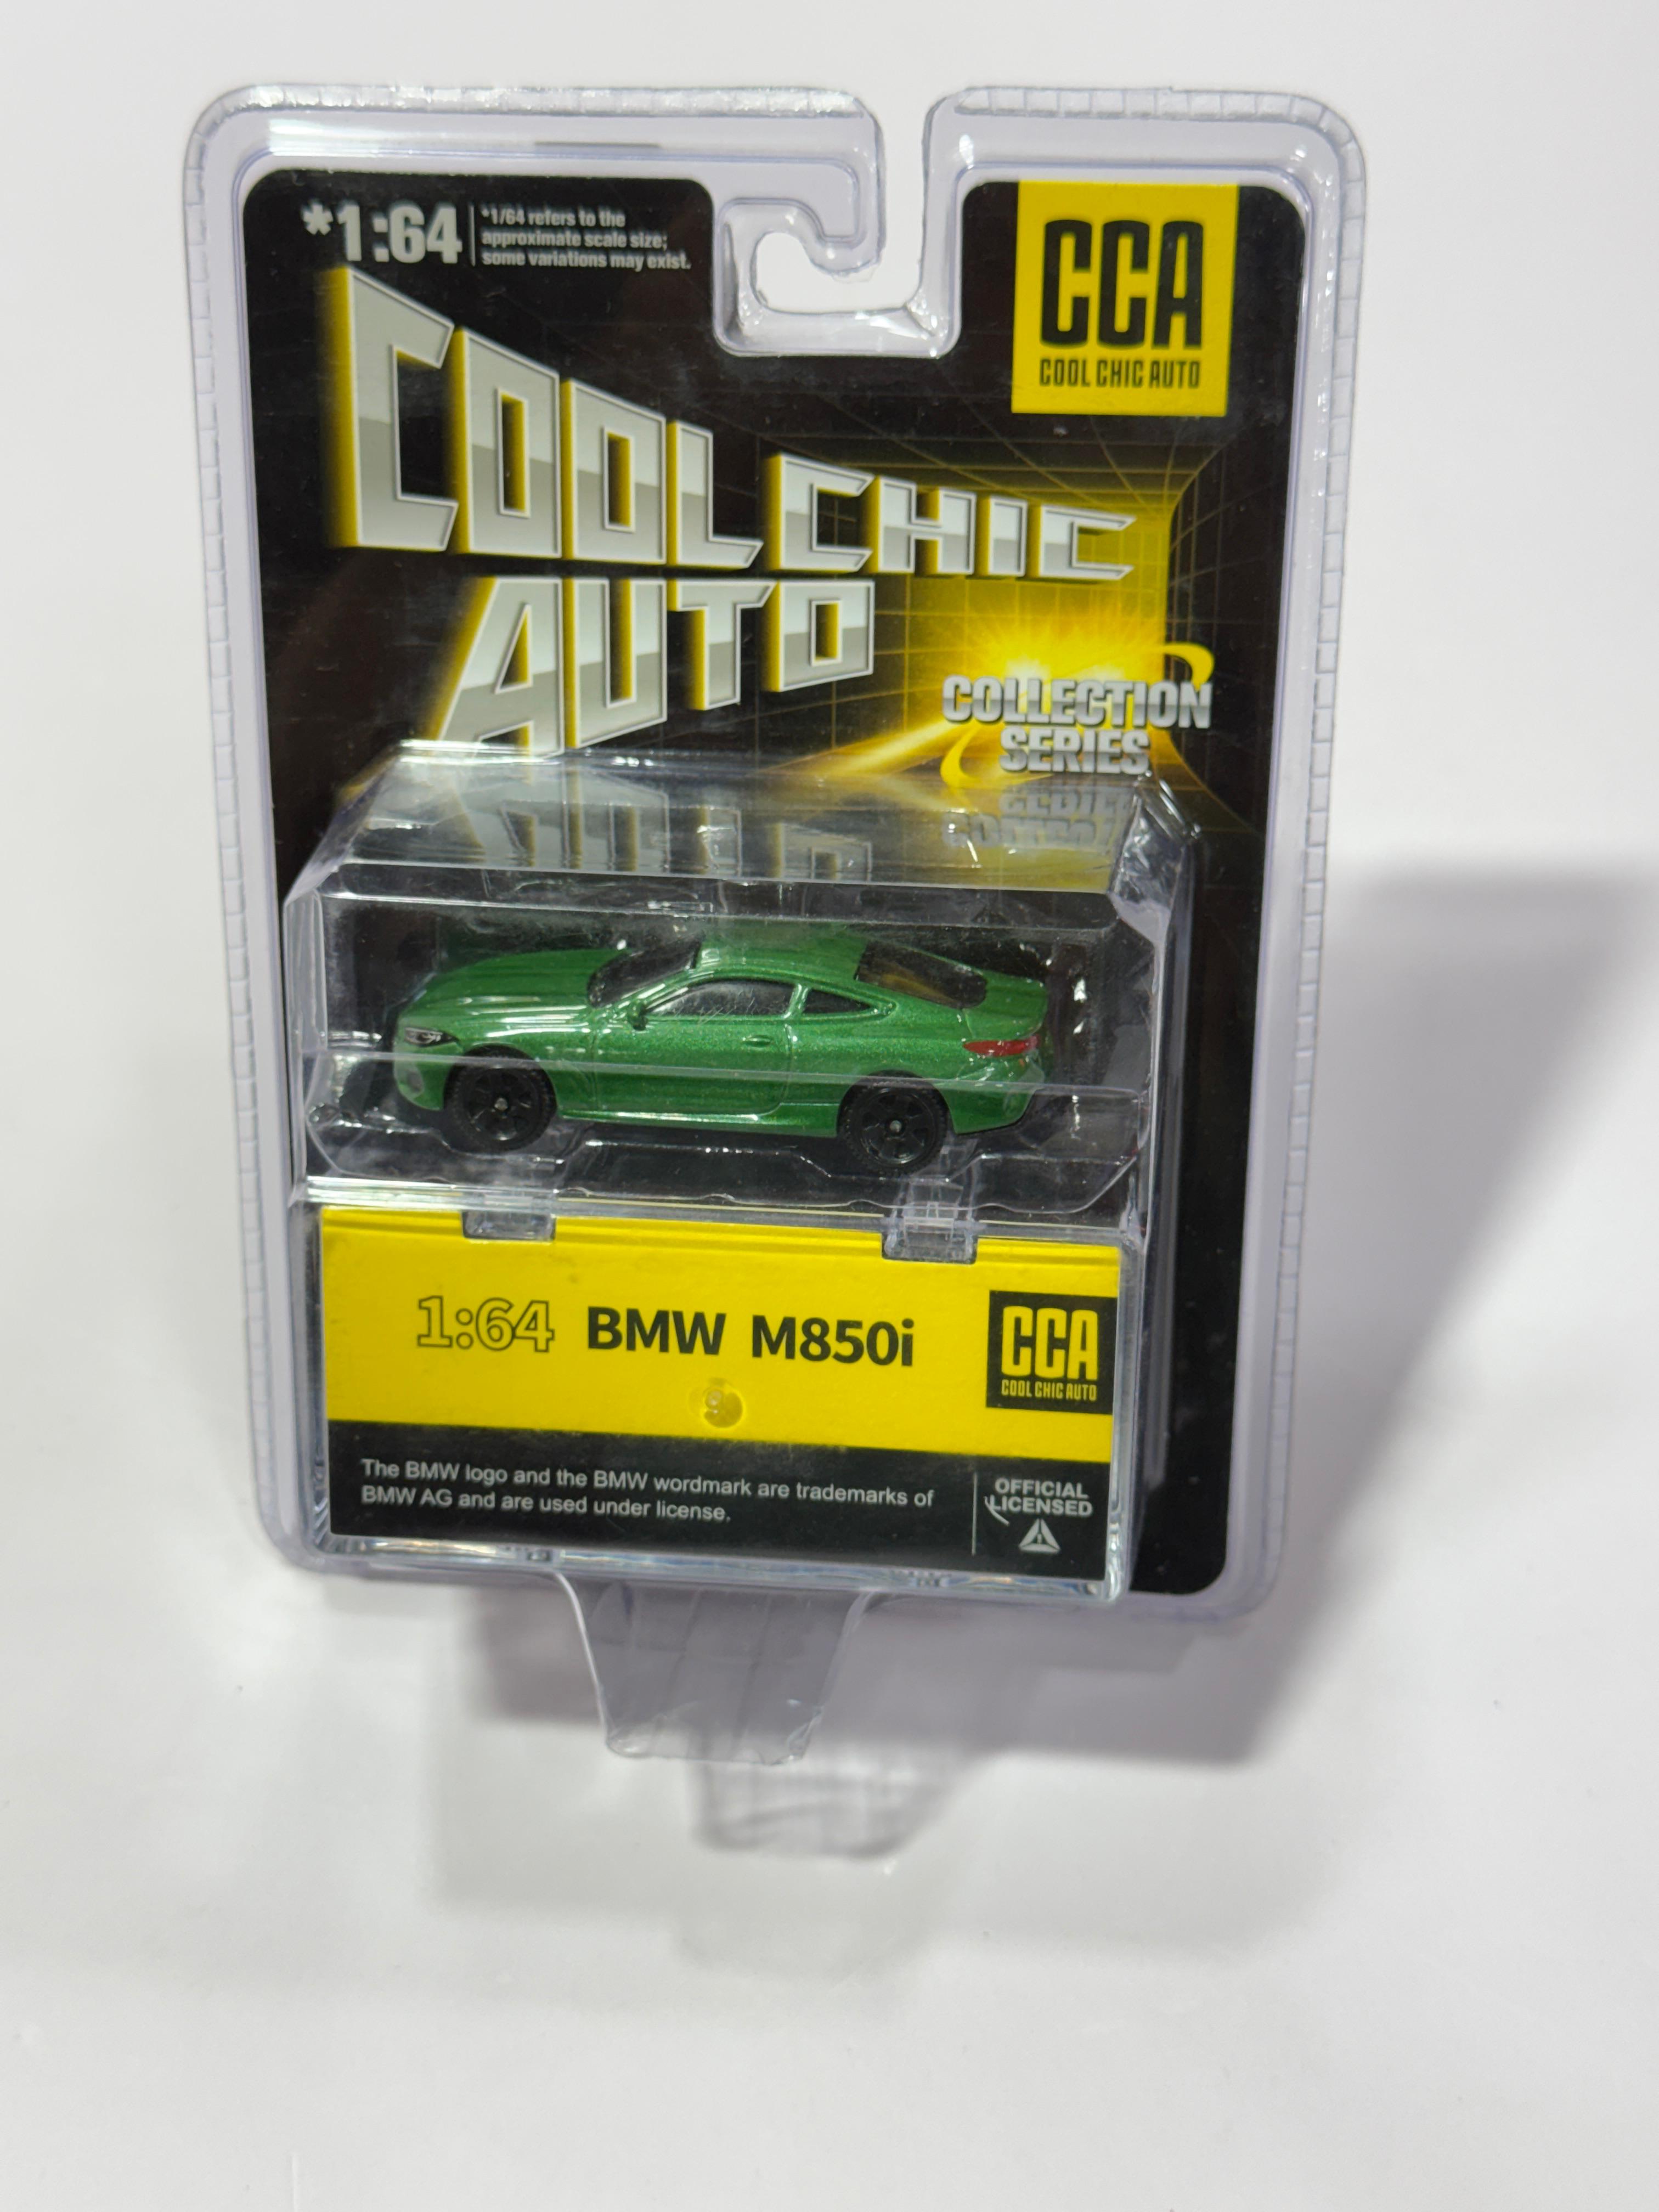 *1:64
*1/64 refers to the
approximate scale size;
some variations may exist.
CCA
COOL CHIC AUTO
COOL CHIC
AUTO
COLLECTION
SERIES
1:64 BMW M850i
CCA
COOL CHIC AUTO
The BMW logo and the BMW wordmark are trademarks of
BMW AG and are used under license.
OFFICIAL
LICENSED